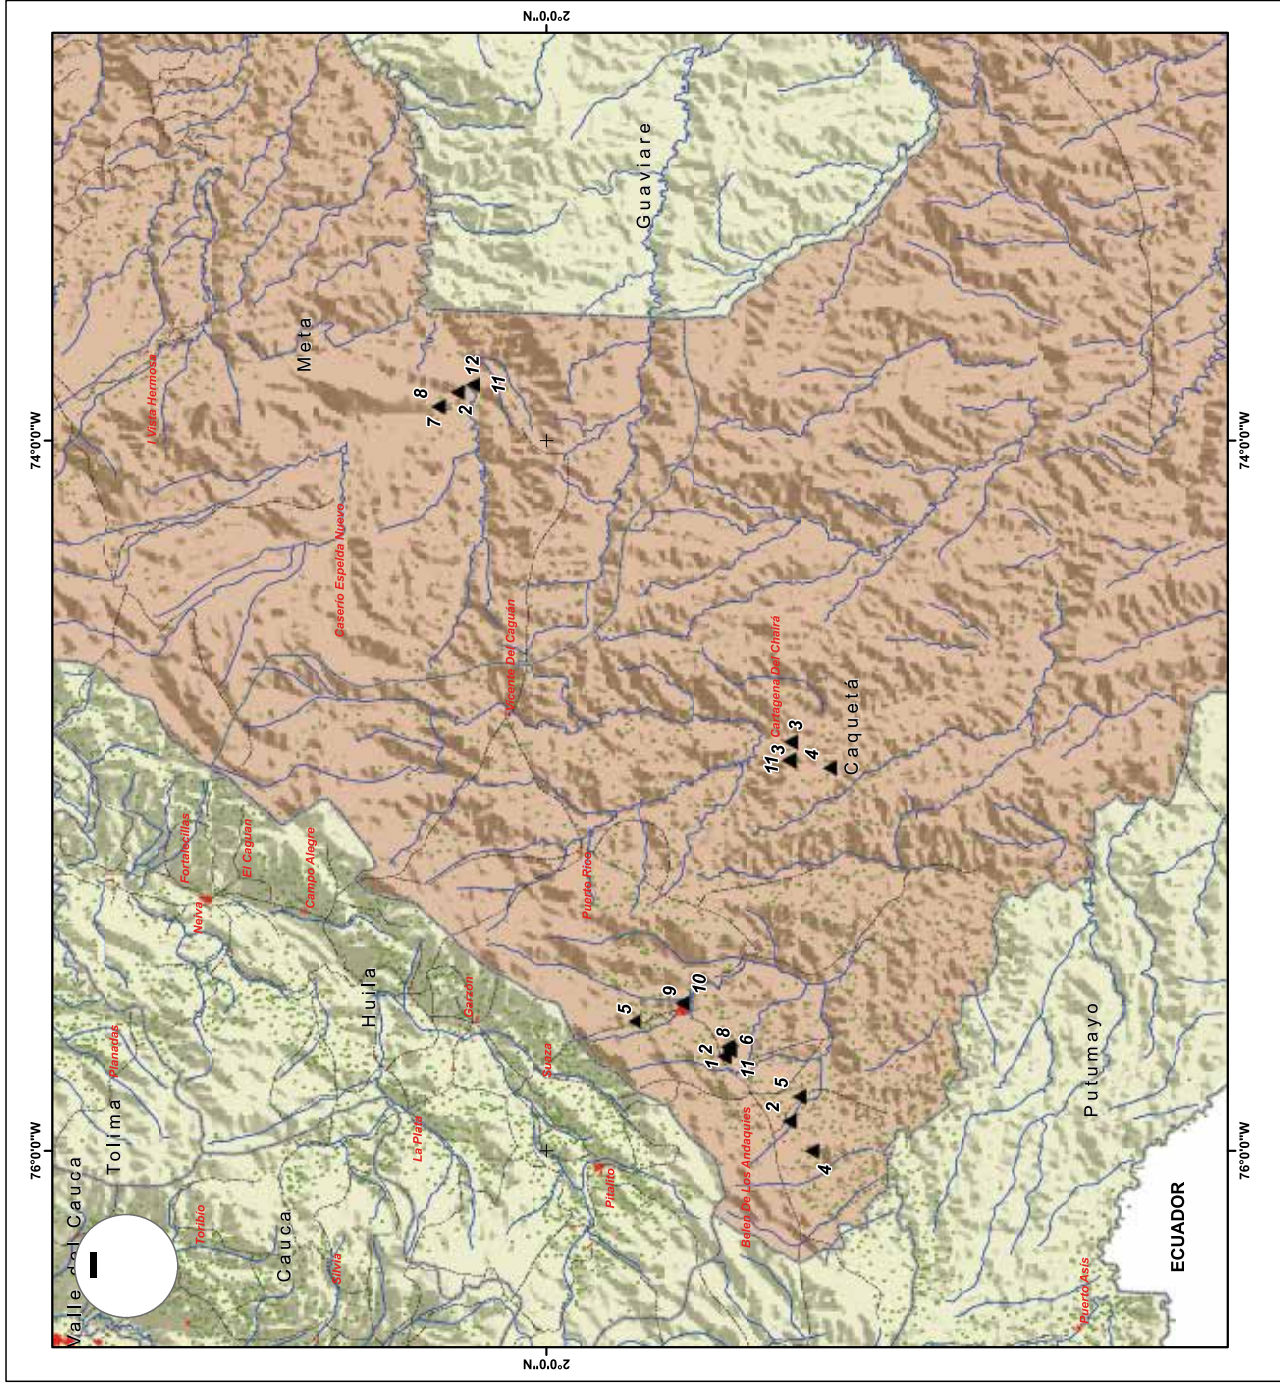 2°0'0"N
74°0'0"W
76°0'0"W
Valle del Cauca
Tolima
Planadas
Toribio
Cauca
Silvia
La Plata
Huila
Neiva
Fortalecillas
El Caguan
Campo Alegre
Garzón
Suaza
Pitalito
Caserio Espelda Nuevo
Vista Hermosa
Meta
7
8
2
12
11
Guaviare
Vicente Del Caguán
Puerto Rico
Cartagena Del Chairá
11
3
3
4
Caquetá
5
9
10
1
2
8
6
11
2
5
4
Belen De Los Andaquies
Putumayo
Puerto Asis
ECUADOR
2°0'0"N
74°0'0"W
76°0'0"W